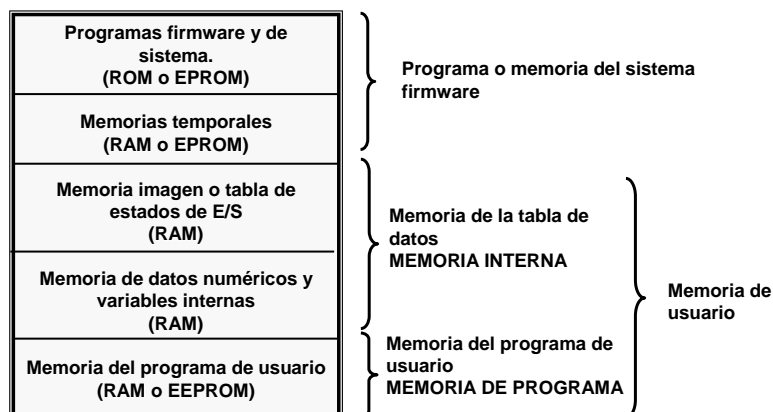 Programas firmware y de
sistema.
(ROM o EPROM)
Memorias temporales
(RAM o EPROM)
Memoria imagen o tabla de
estados de E/S
(RAM)
Memoria de datos numéricos y
variables internas
(RAM)
Memoria del programa de usuario
(RAM o EEPROM)
Programa o memoria del sistema
firmware
Memoria de la tabla de
datos
MEMORIA INTERNA
Memoria del programa de
usuario
MEMORIA DE PROGRAMA
Memoria de
usuario